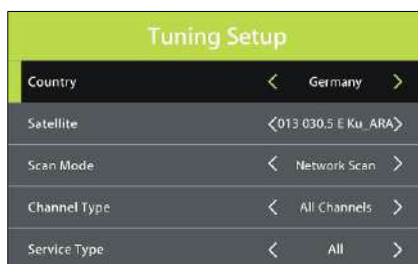 Tuning Setup
Country < Germany >
Satellite <013 030.5 E Ku_ARA>
Scan Mode < Network Scan >
Channel Type < All Channels >
Service Type < All >